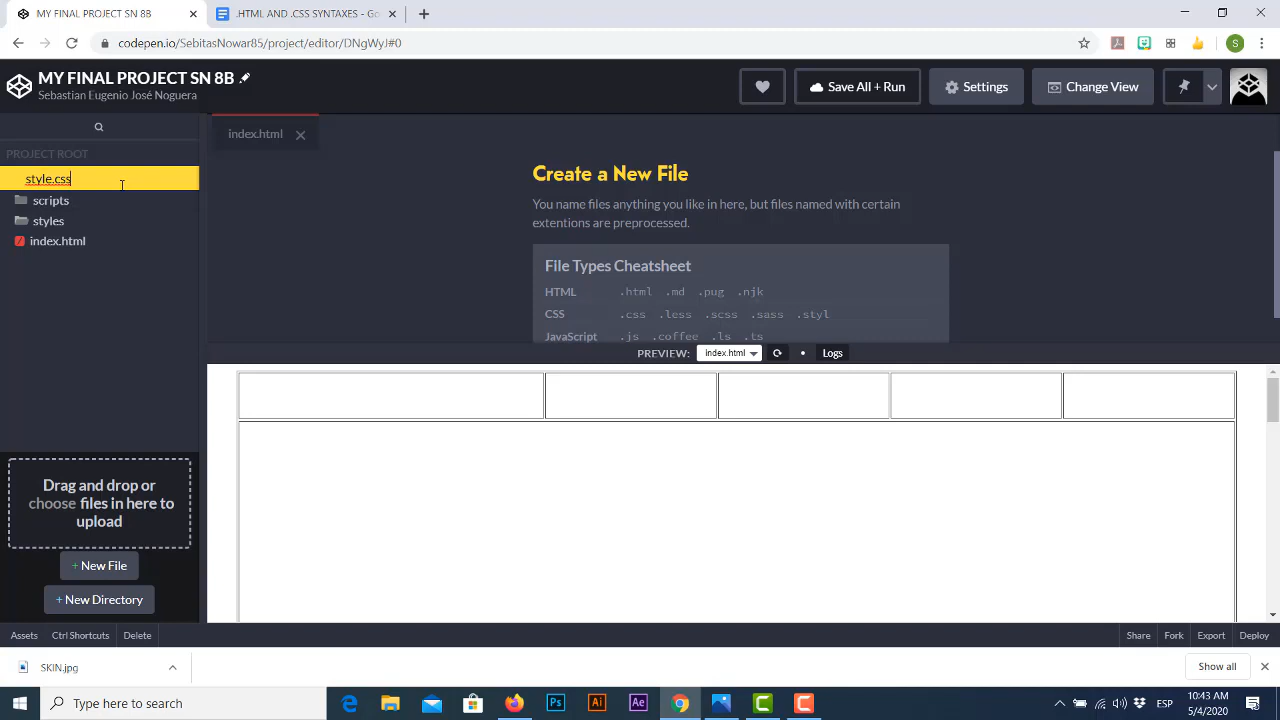 MY FINAL PROJECT SN 8B
.HTML AND .CSS SYNTAXES - Go
codepen.io/SebitasNowar85/project/editor/DNgWyJ#0
S
MY FINAL PROJECT SN 8B
Sebastian Eugenio José Noguera
Save All + Run
Settings
Change View
PROJECT ROOT
style.css
scripts
styles
index.html
index.html
Create a New File
You name files anything you like in here, but files named with certain
extentions are preprocessed.
File Types Cheatsheet
HTML .html .md .pug .njk
CSS .css .less .scss .sass .styl
JavaScript .js .coffee .ls .ts
PREVIEW: index.html Logs
Drag and drop or
choose files in here to
upload
+ New File
+ New Directory
Assets Ctrl Shortcuts Delete
Share Fork Export Deploy
SKIN.jpg
Show all
Type here to search
Ps Ai Ae
ESP
10:43 AM
5/4/2020